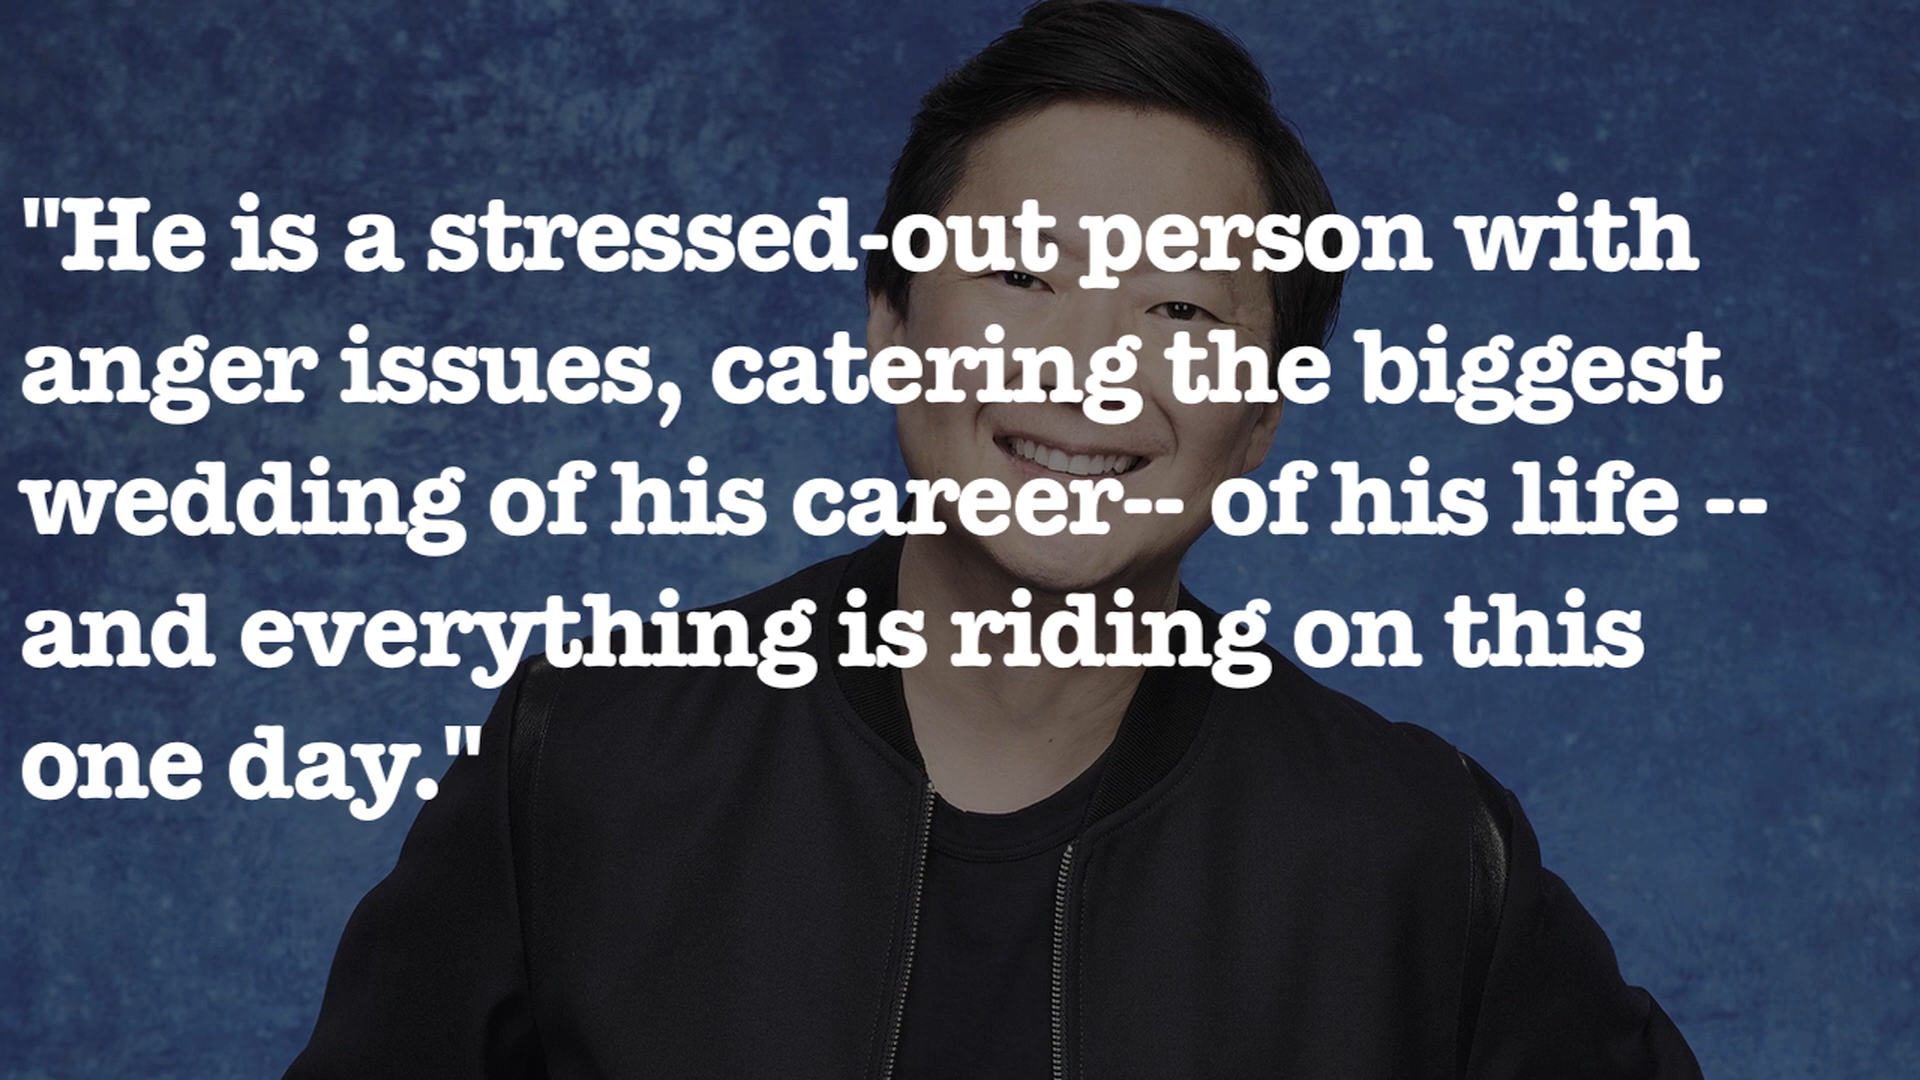 "He is a stressed-out person with
anger issues, catering the biggest
wedding of his career-- of his life --
and everything is riding on this
one day."